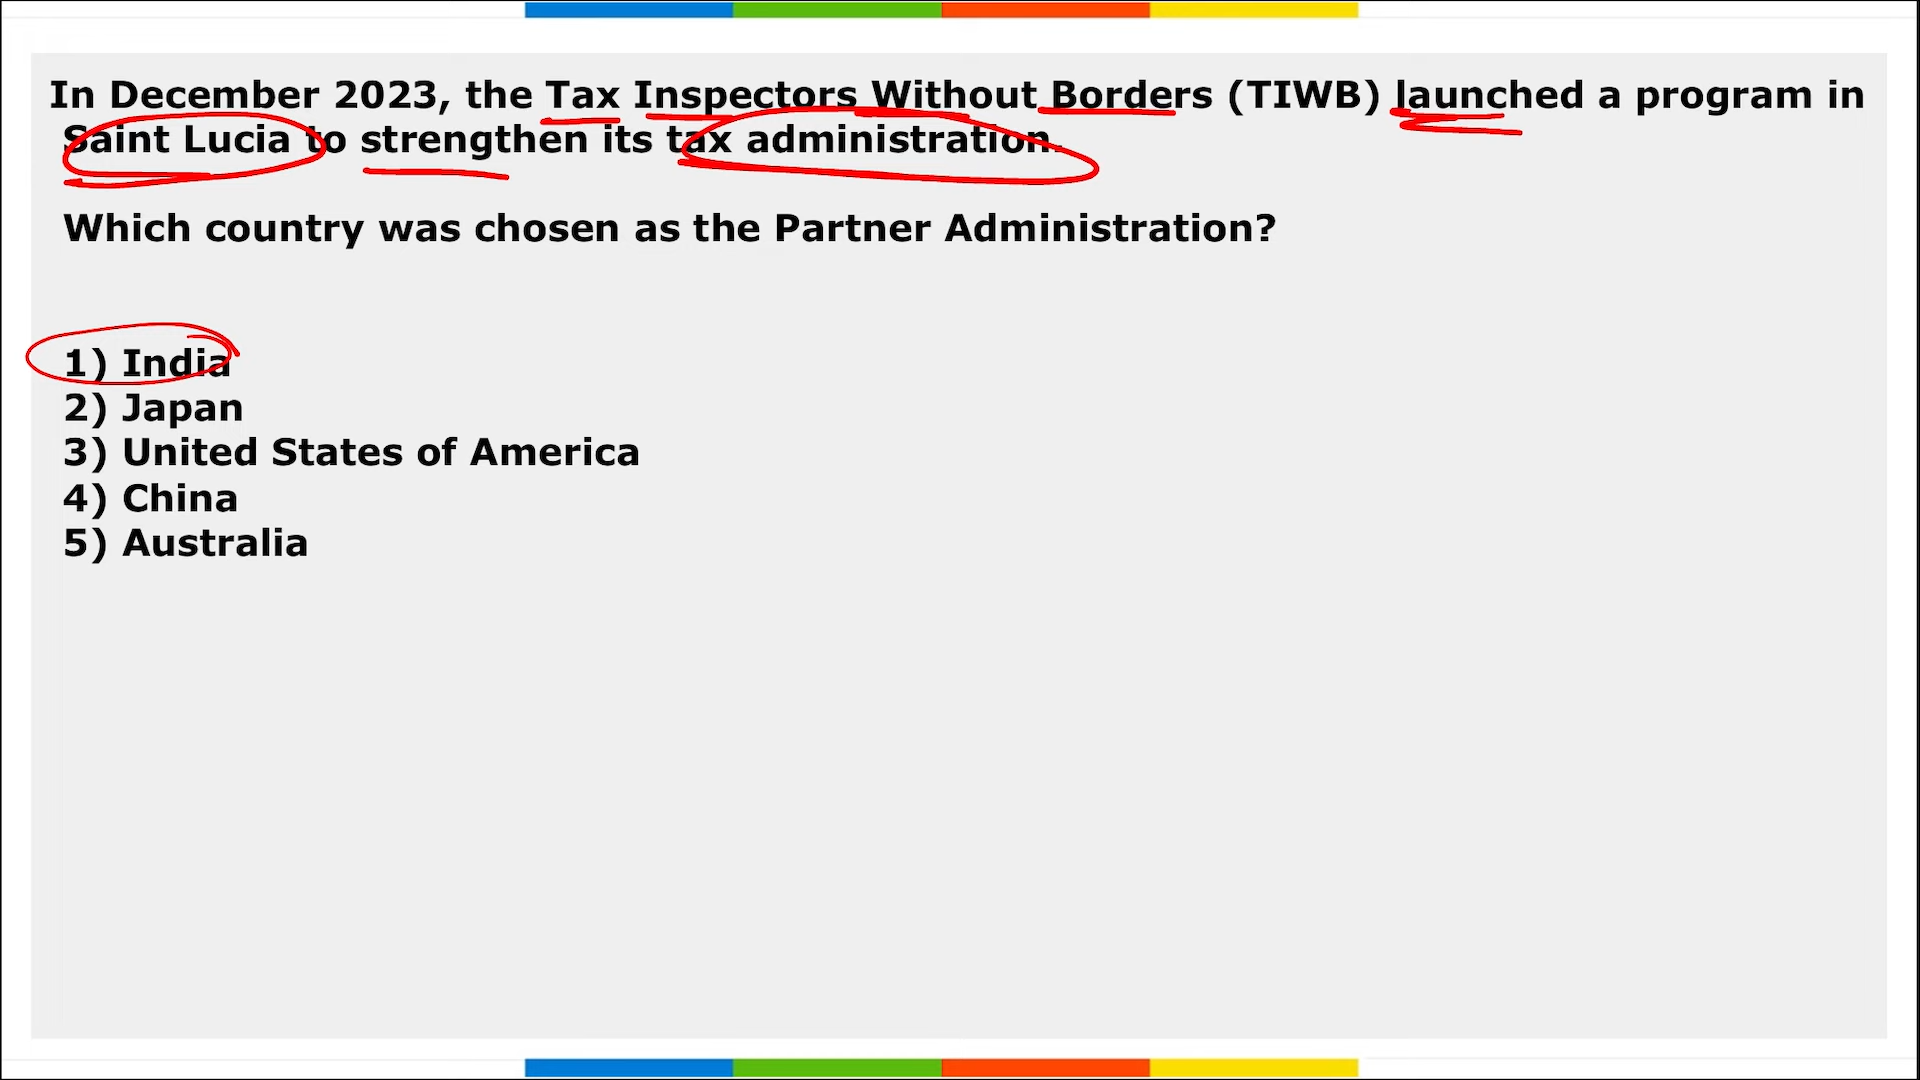 In December 2023, the Tax Inspectors Without Borders (TIWB) launched a program in
Saint Lucia to strengthen its tax administration.
Which country was chosen as the Partner Administration?
1) India
2) Japan
3) United States of America
4) China
5) Australia